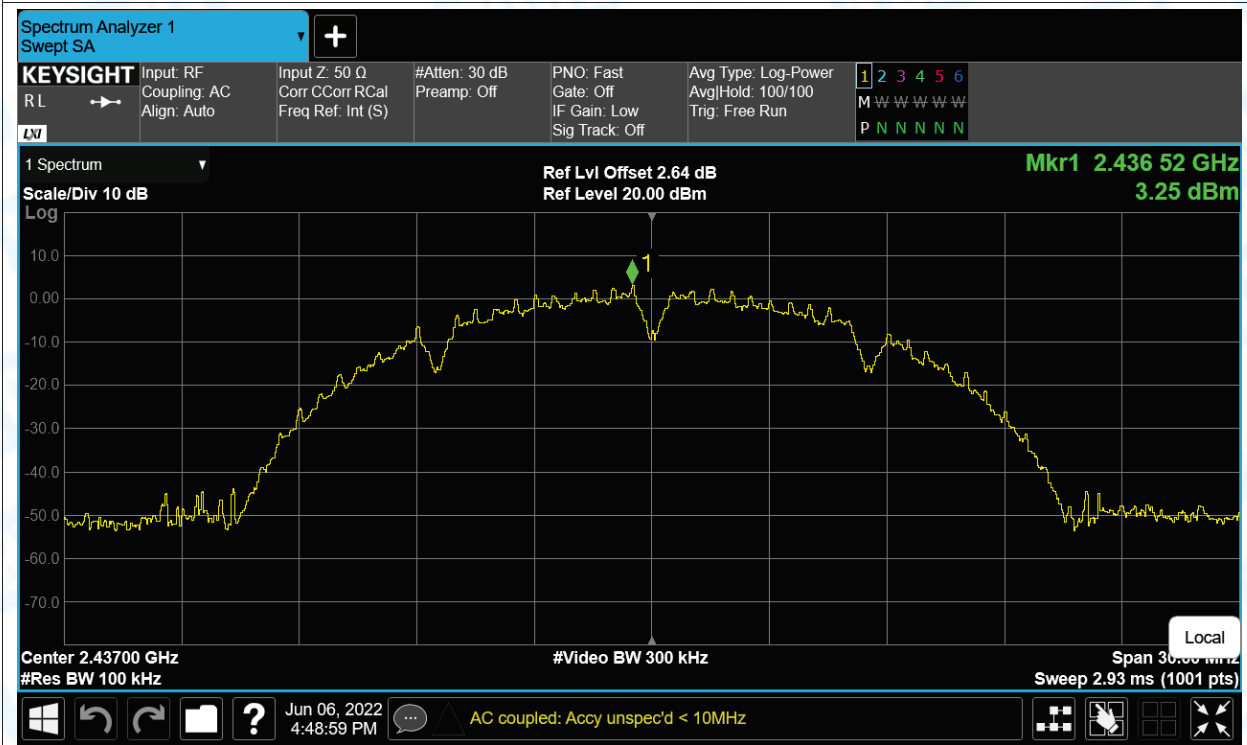 Spectrum Analyzer 1
Swept SA
KEYSIGHT
R L
LXI
Input: RF
Coupling: AC
Align: Auto
Input Z: 50 Ω
Corr CCorr RCal
Freq Ref: Int (S)
#Atten: 30 dB
Preamp: Off
PNO: Fast
Gate: Off
IF Gain: Low
Sig Track: Off
Avg Type: Log-Power
Avg|Hold: 100/100
Trig: Free Run
1 2 3 4 5 6
M W W W W W W
P N N N N N
1 Spectrum
Scale/Div 10 dB
Log
Ref Lvl Offset 2.64 dB
Ref Level 20.00 dBm
Mkr1 2.436 52 GHz
3.25 dBm
1
10.0
0.00
-10.0
-20.0
-30.0
-40.0
-50.0
-60.0
-70.0
Local
Center 2.43700 GHz
#Video BW 300 kHz
Span 30.00 MHz
#Res BW 100 kHz
Sweep 2.93 ms (1001 pts)
?
Jun 06, 2022
4:48:59 PM
AC coupled: Accy unspec'd < 10MHz